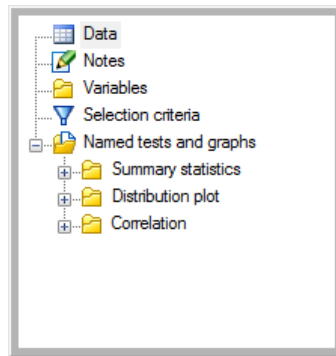 Data
Notes
Variables
Selection criteria
Named tests and graphs
Summary statistics
Distribution plot
Correlation